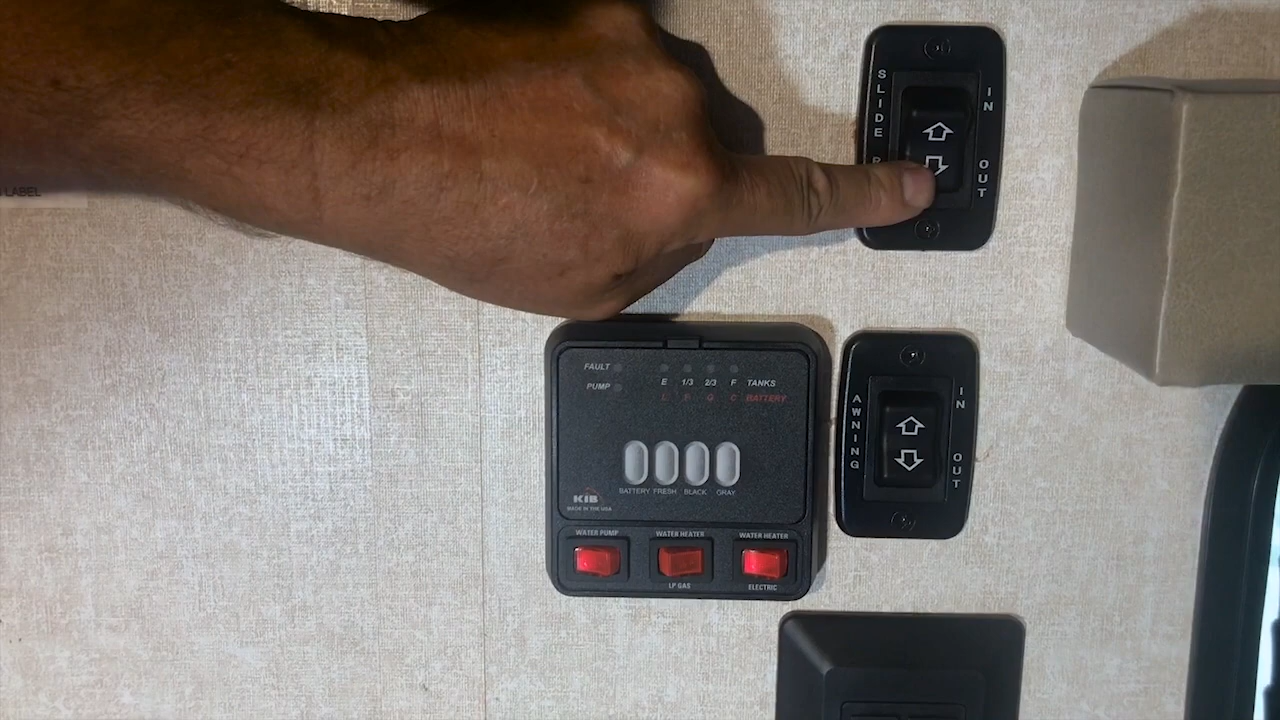 LABEL
SLIDE
IN
OUT
FAULT
PUMP
E 1/3 2/3 F TANKS
L F G C BATTERY
BATTERY FRESH BLACK GRAY
KIB
MADE IN THE USA
WATER PUMP
WATER HEATER
LP GAS
WATER HEATER
ELECTRIC
AWNING
IN
OUT